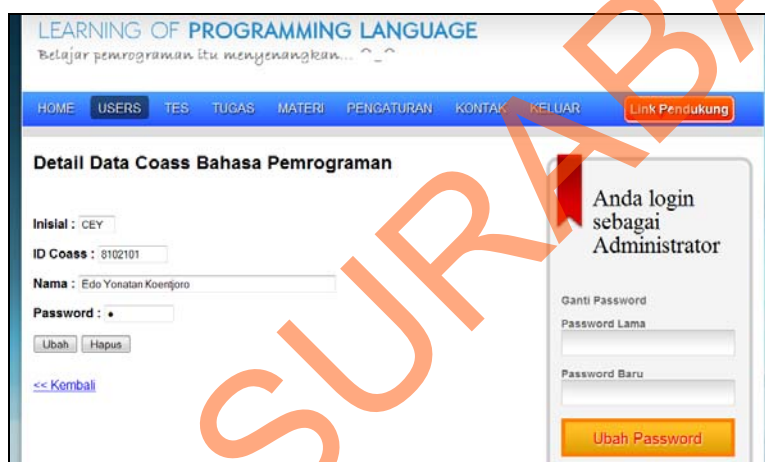 LEARNING OF PROGRAMMING LANGUAGE
Belajar pemrograman itu menyenangkan... ^_^
HOME USERS TES TUGAS MATERI PENGATURAN KONTAK KELUAR Link Pendukung
Detail Data Coass Bahasa Pemrograman
Inisial : CEY
ID Coass : 8102101
Nama : Edo Yonatan Koentjoro
Password : •
Ubah Hapus
<< Kembali
Anda login
sebagai
Administrator
Ganti Password
Password Lama
Password Baru
Ubah Password
SURABA